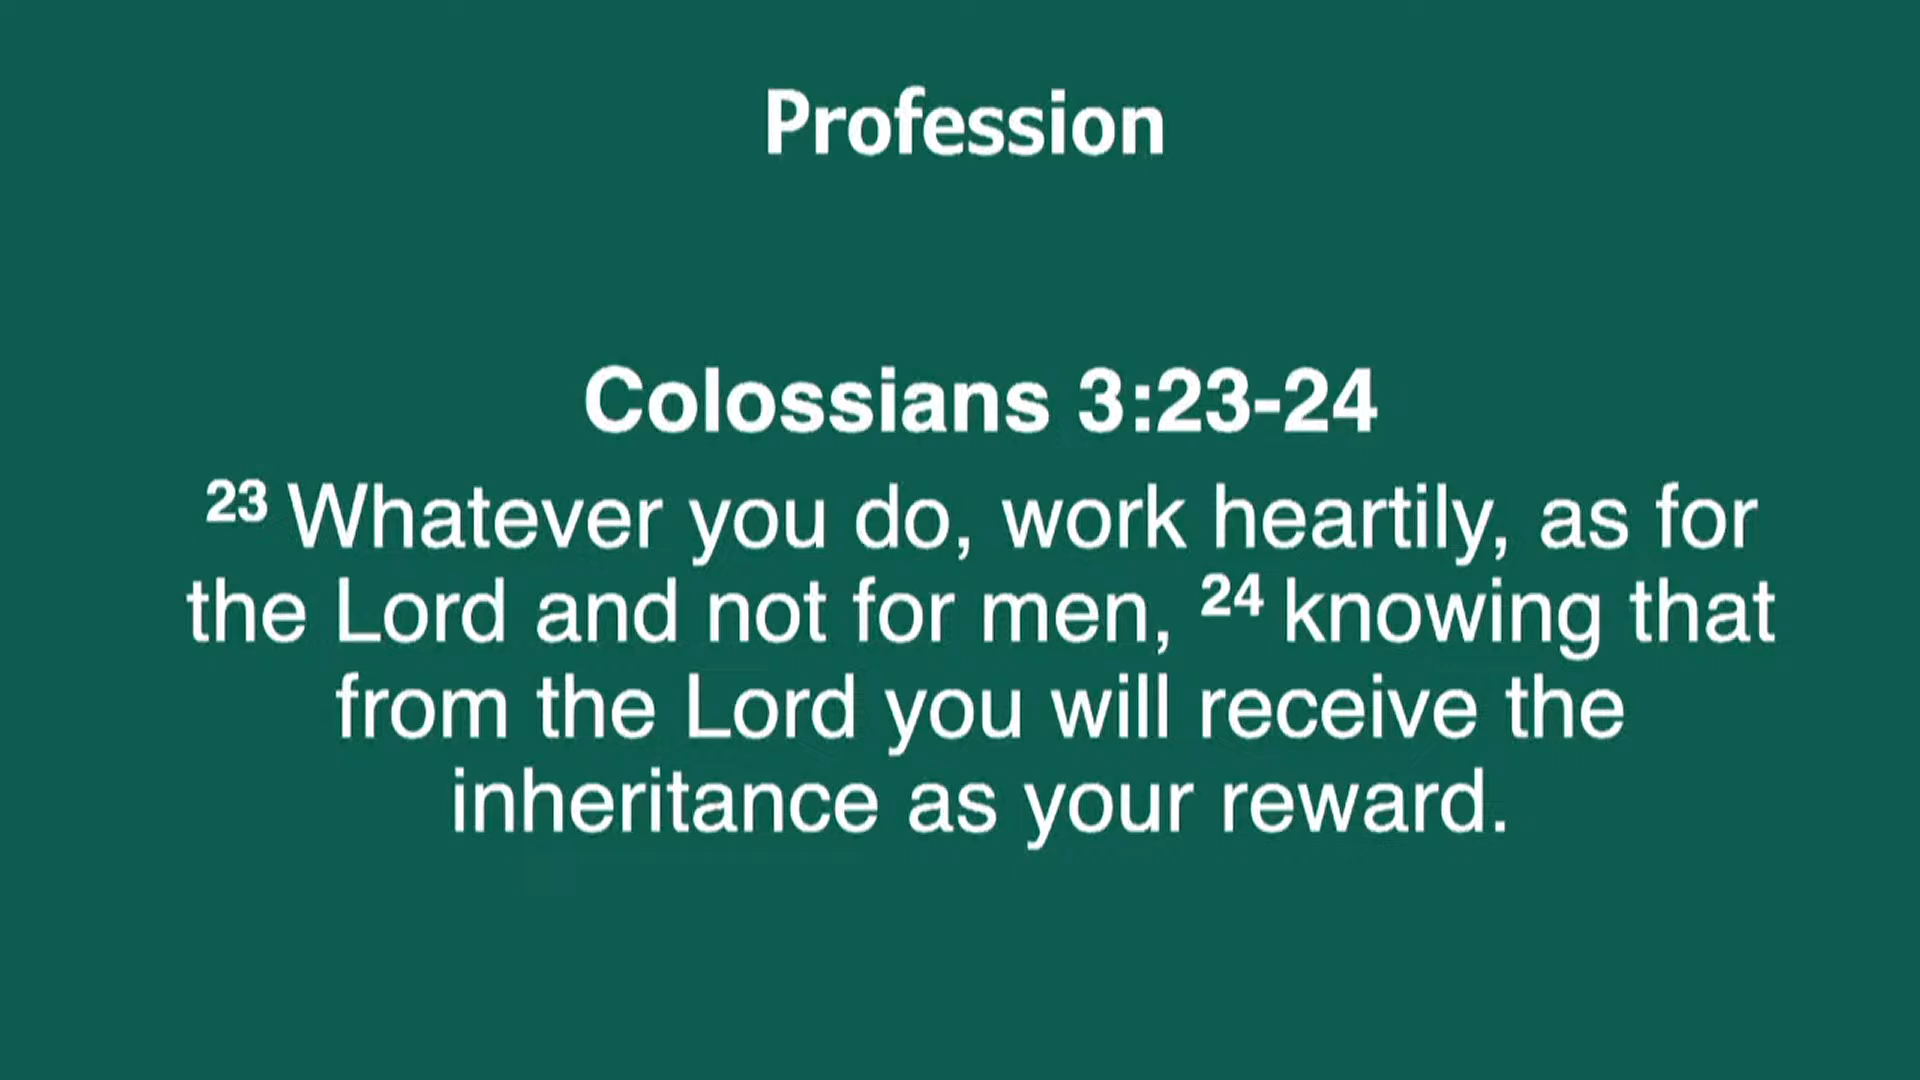 Profession
Colossians 3:23-24
23 Whatever you do, work heartily, as for
the Lord and not for men, 24 knowing that
from the Lord you will receive the
inheritance as your reward.